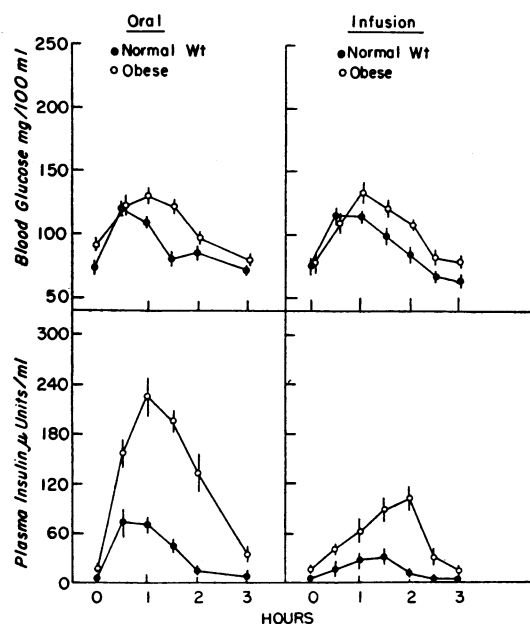 Oral
● Normal Wt
○ Obese
Infusion
● Normal Wt
○ Obese
Blood Glucose mg/100 ml
250
200
150
100
50
Plasma Insulin μ Units/ml
300
240
180
120
60
0
0 1 2 3
0 1 2 3
HOURS